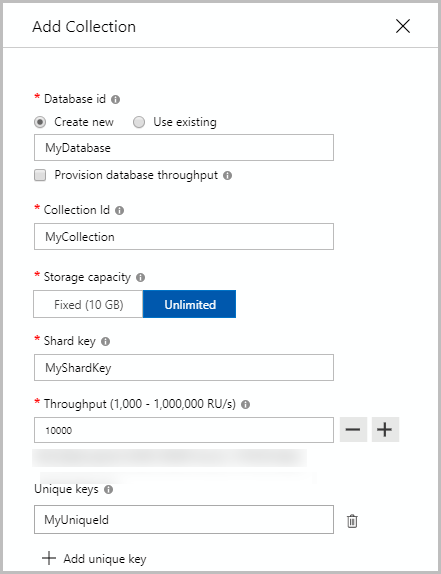 Add Collection
* Database id
Create new Use existing
MyDatabase
Provision database throughput
* Collection Id
MyCollection
* Storage capacity
Fixed (10 GB) Unlimited
* Shard key
MyShardKey
* Throughput (1,000 - 1,000,000 RU/s)
10000
Unique keys
MyUniqueId
Add unique key